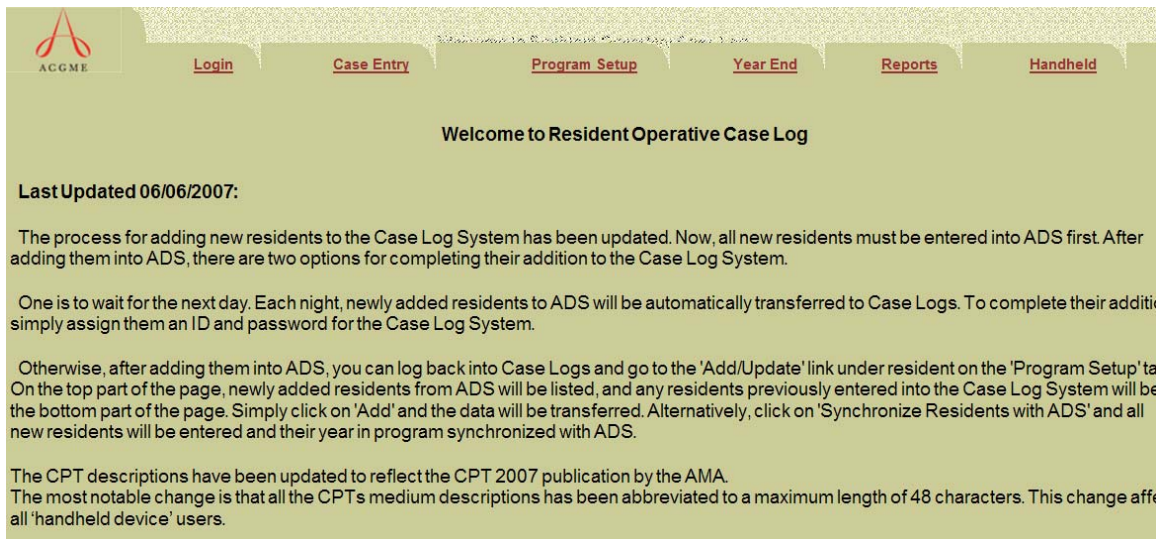 Welcome to Resident Operative Case Log
ACGME
Login Case Entry Program Setup Year End Reports Handheld
Welcome to Resident Operative Case Log
Last Updated 06/06/2007:
The process for adding new residents to the Case Log System has been updated. Now, all new residents must be entered into ADS first. After
adding them into ADS, there are two options for completing their addition to the Case Log System.
One is to wait for the next day. Each night, newly added residents to ADS will be automatically transferred to Case Logs. To complete their additi
simply assign them an ID and password for the Case Log System.
Otherwise, after adding them into ADS, you can log back into Case Logs and go to the 'Add/Update' link under resident on the 'Program Setup' ta
On the top part of the page, newly added residents from ADS will be listed, and any residents previously entered into the Case Log System will be
the bottom part of the page. Simply click on 'Add' and the data will be transferred. Alternatively, click on 'Synchronize Residents with ADS' and all
new residents will be entered and their year in program synchronized with ADS.
The CPT descriptions have been updated to reflect the CPT 2007 publication by the AMA.
The most notable change is that all the CPTs medium descriptions has been abbreviated to a maximum length of 48 characters. This change affe
all 'handheld device' users.